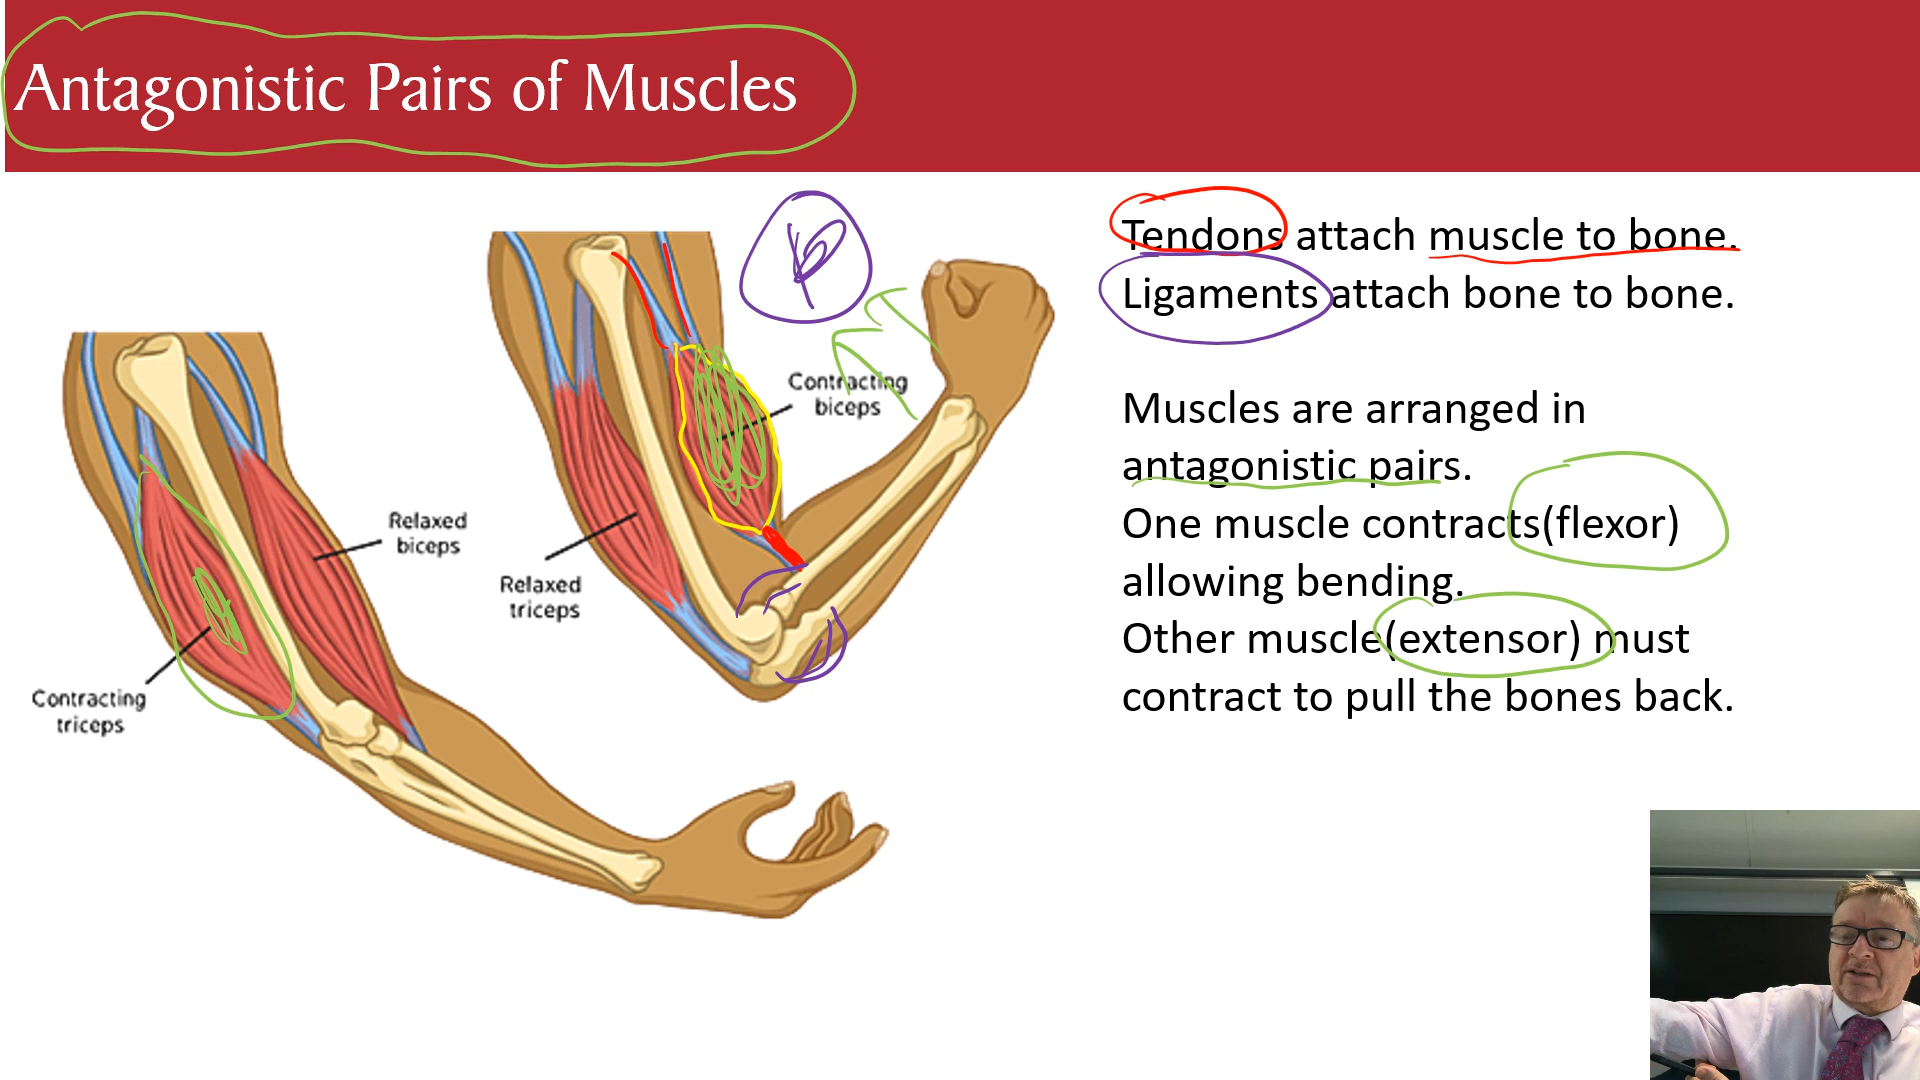 Antagonistic Pairs of Muscles
Tendons attach muscle to bone.
Ligaments attach bone to bone.
Muscles are arranged in
antagonistic pairs.
One muscle contracts(flexor)
allowing bending.
Other muscle(extensor) must
contract to pull the bones back.
Contracting
biceps
Relaxed
biceps
Relaxed
triceps
Contracting
triceps